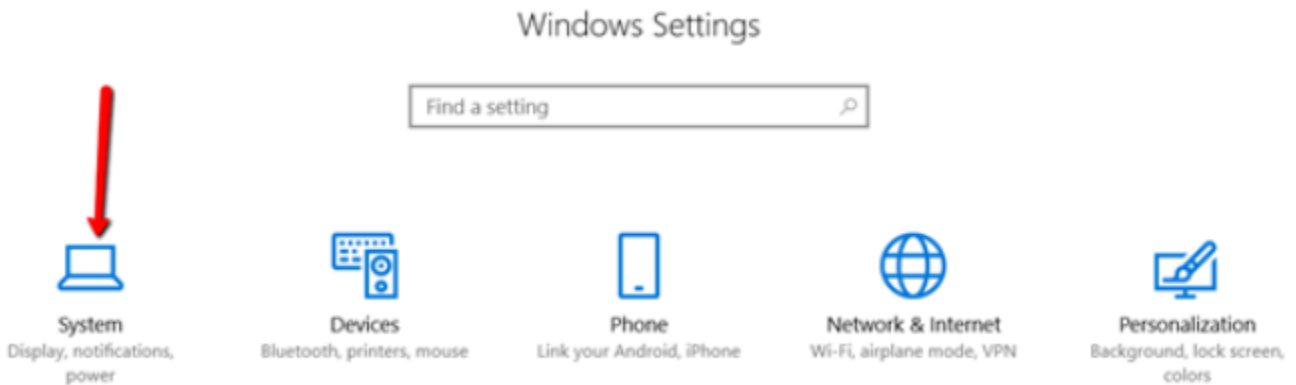 Windows Settings
Find a setting
System
Display, notifications,
power
Devices
Bluetooth, printers, mouse
Phone
Link your Android, iPhone
Network & Internet
Wi-Fi, airplane mode, VPN
Personalization
Background, lock screen,
colors